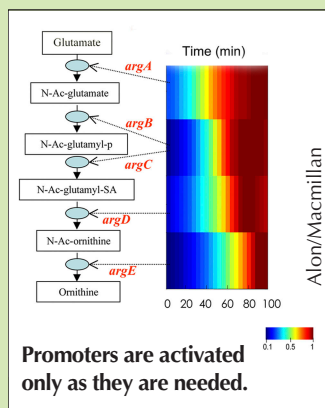 Glutamate
Time (min)
argA
N-Ac-glutamate
argB
N-Ac-glutamyl-p
argC
N-Ac-glutamyl-SA
argD
N-Ac-ornithine
argE
Ornithine
0 20 40 60 80 100
0.1 0.5 1
Alon/Macmillan
Promoters are activated
only as they are needed.